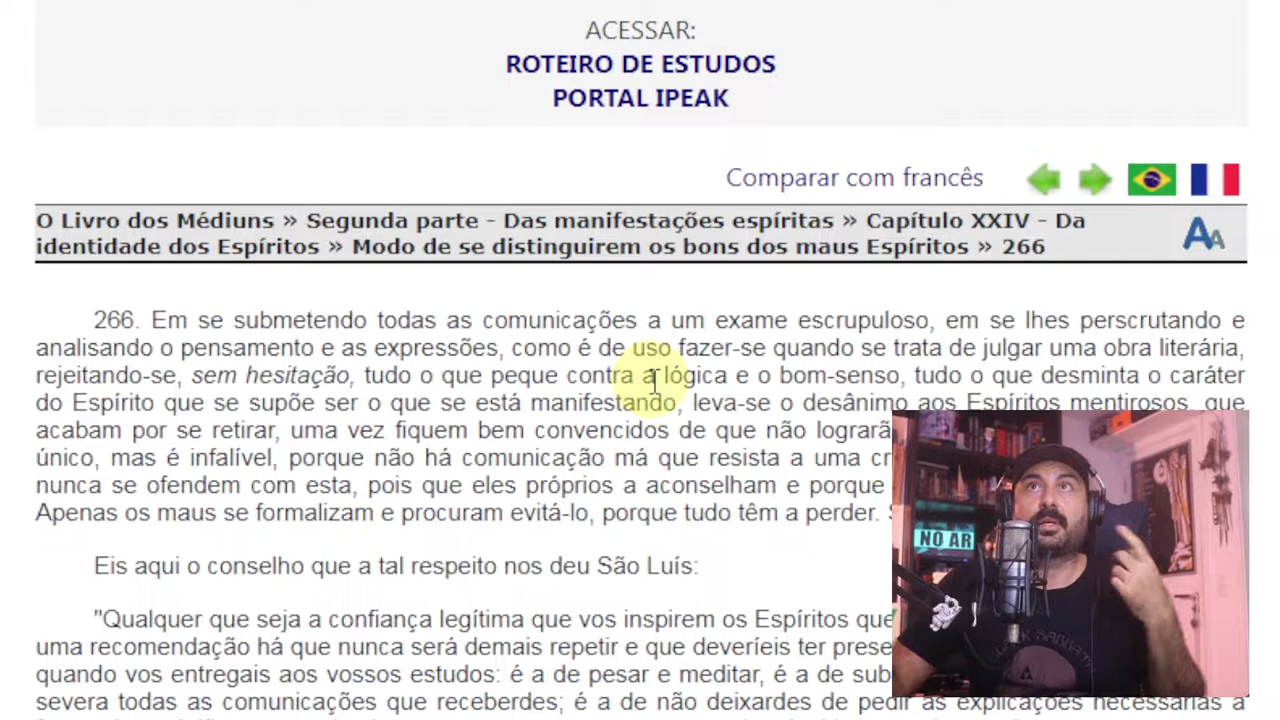 ACESSAR:
ROTEIRO DE ESTUDOS
PORTAL IPEAK
Comparar com francês
O Livro dos Médiuns » Segunda parte - Das manifestações espíritas » Capítulo XXIV - Da
identidade dos Espíritos » Modo de se distinguirem os bons dos maus Espíritos » 266
AA
266. Em se submetendo todas as comunicações a um exame escrupuloso, em se lhes perscrutando e
analisando o pensamento e as expressões, como é de uso fazer-se quando se trata de julgar uma obra literária,
rejeitando-se, sem hesitação, tudo o que peque contra a lógica e o bom-senso, tudo o que desminta o caráter
do Espírito que se supõe ser o que se está manifestando, leva-se o desânimo aos Espíritos mentirosos, que
acabam por se retirar, uma vez fiquem bem convencidos de que não
único, mas é infalível, porque não há comunicação má que resista a uma
nunca se ofendem com esta, pois que eles próprios a aconselham e porque
Apenas os maus se formalizam e procuram evitá-lo, porque tudo têm a perder.
Eis aqui o conselho que a tal respeito nos deu São Luís:
"Qualquer que seja a confiança legítima que vos inspirem os Espíritos que
uma recomendação há que nunca será demais repetir e que deveríeis ter
quando vos entregais aos vossos estudos: é a de pesar e meditar, é a de
severa todas as comunicações que receberdes; é a de não deixardes de pedir as explicações necessárias a
NO AR
BLACK SABBATH